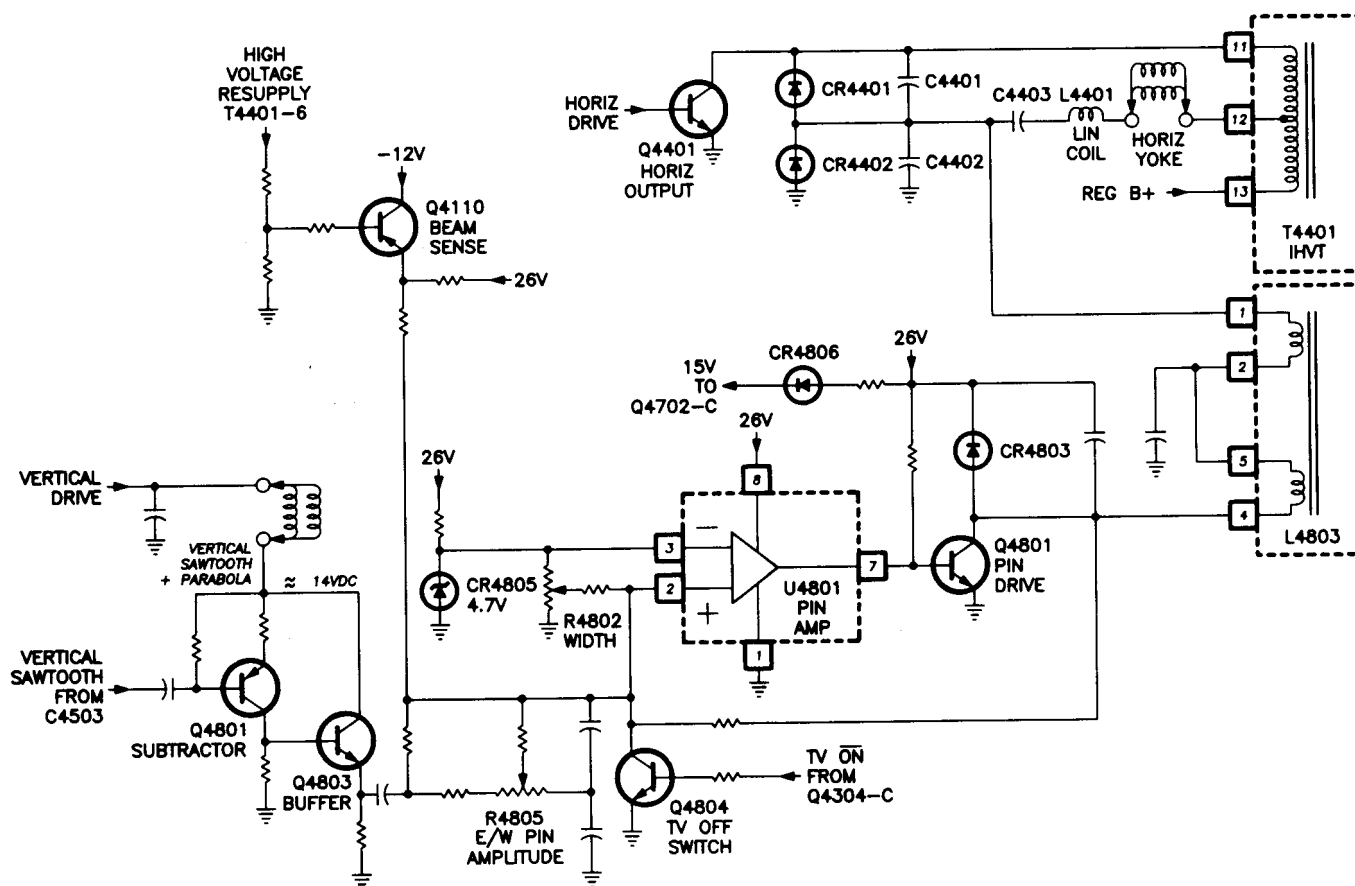 HIGH
VOLTAGE
RESUPPLY
T4401-6
-12V
Q4110
BEAM
SENSE
26V
HORIZ
DRIVE
Q4401
HORIZ
OUTPUT
CR4401
CR4402
C4401
C4402
C4403
L4401
LIN
COIL
HORIZ
YOKE
REG B+
11
12
13
T4401
IHVT
1
2
5
4
L4803
15V
TO
Q4702-C
CR4806
26V
CR4803
26V
8
26V
3
2
−
+
U4801
PIN
AMP
7
1
Q4801
PIN
DRIVE
CR4805
4.7V
R4802
WIDTH
VERTICAL
DRIVE
VERTICAL
SAWTOOTH
+ PARABOLA
≈ 14VDC
VERTICAL
SAWTOOTH
FROM
C4503
Q4801
SUBTRACTOR
Q4803
BUFFER
R4805
E/W PIN
AMPLITUDE
Q4804
TV OFF
SWITCH
TV O̅N̅
FROM
Q4304-C